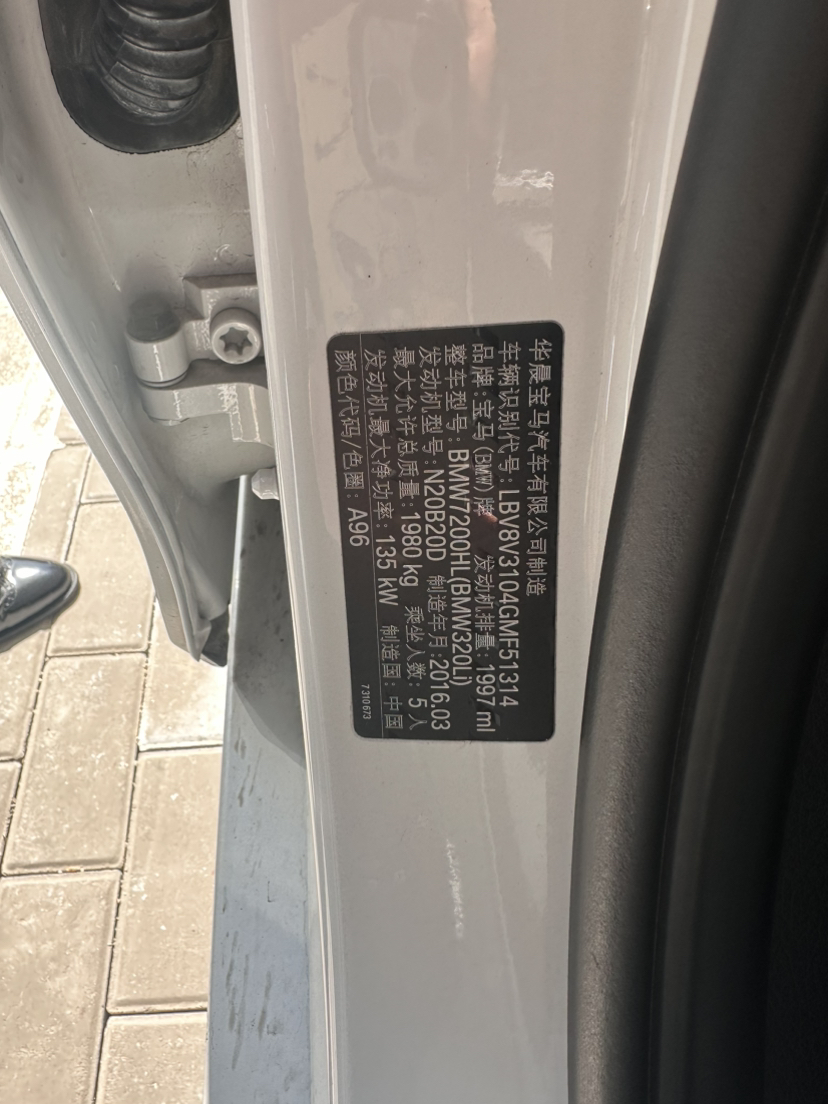 华晨宝马汽车有限公司制造
车辆识别代号：LBV8V3104GME51314
品牌：宝马(BMW)牌 发动机排量：1997 ml
整车型号：BMW7200HL(BMW320Li)
发动机型号：N20B20D 制造年月：2016.03
最大允许总质量：1980 kg 乘坐人数：5 人
发动机最大净功率：135 kW 制造国：中国
颜色代码/色圈：A96
7310673